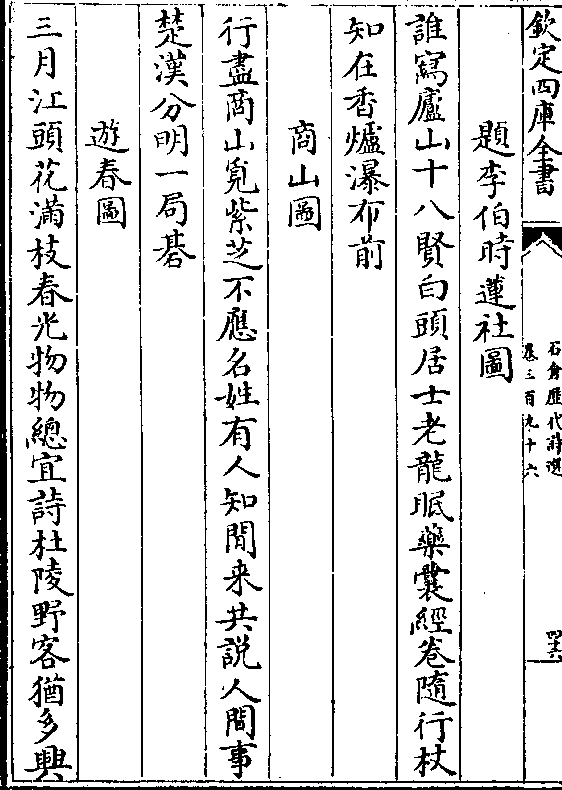 欽定四庫全書
石倉歷代詩選
卷三百九十六
四十六
題李伯時蓮社圖
誰寫廬山十八賢白頭居士老龍眠藥囊經卷隨行杖
知在香爐瀑布前
商山圖
行盡商山覓紫芝不應名姓有人知閒来共說人間事
楚漢分明一局碁
遊春圖
三月江頭花滿枝春光物物總宜詩杜陵野客猶多興